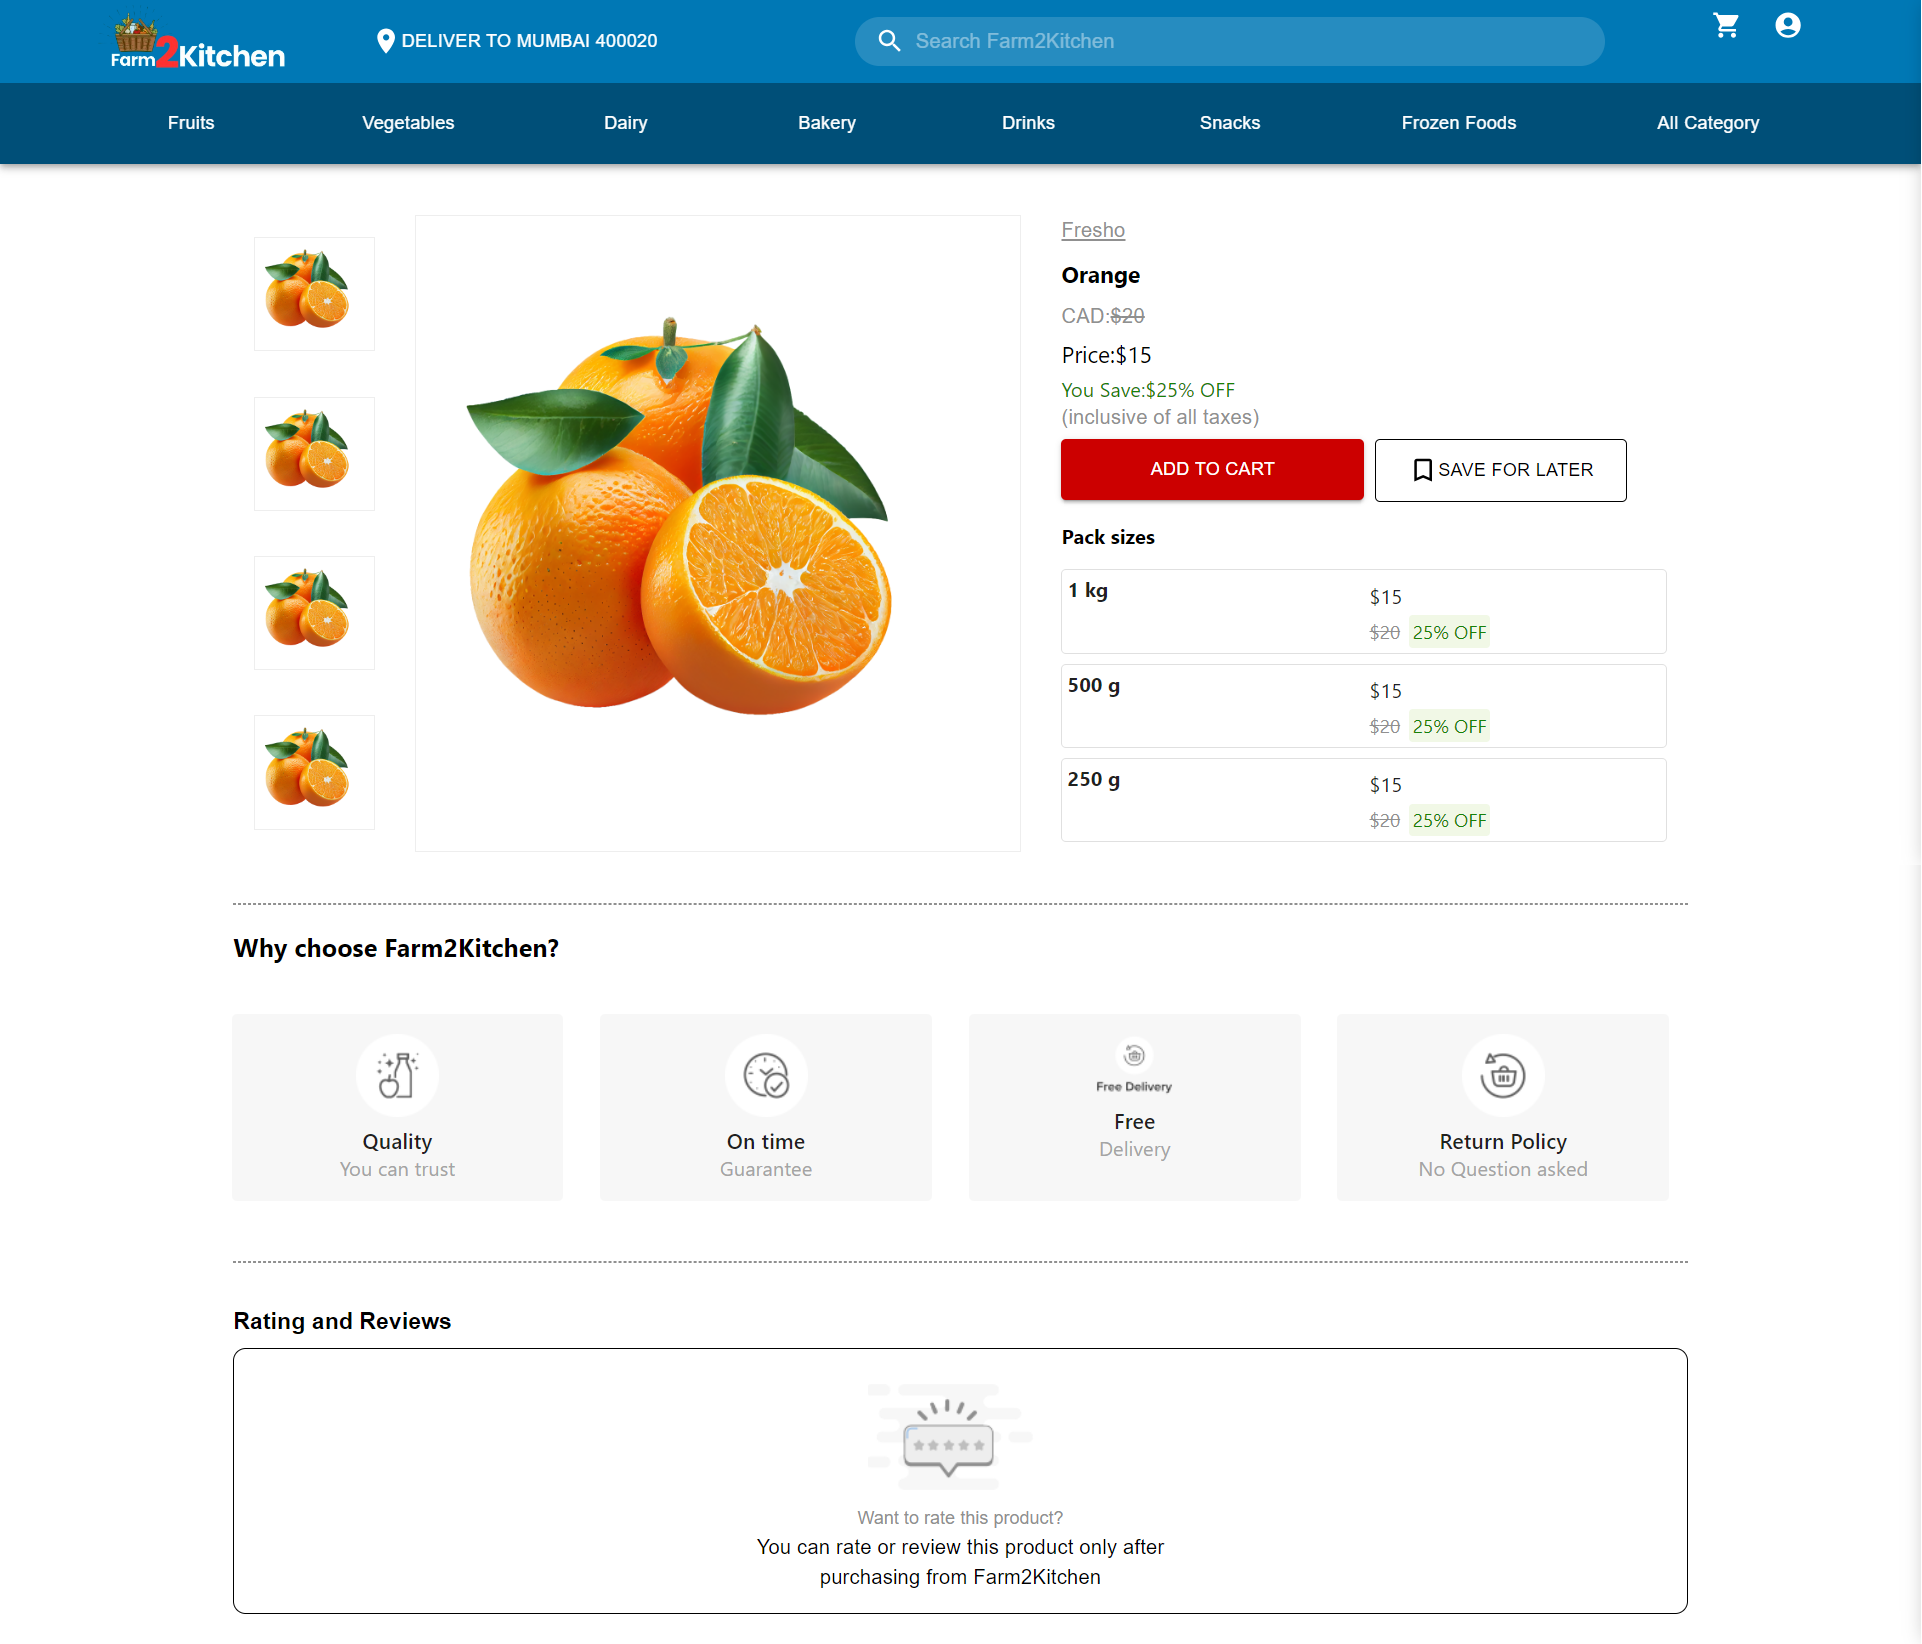 Farm2Kitchen
DELIVER TO MUMBAI 400020
Search Farm2Kitchen
Fruits
Vegetables
Dairy
Bakery
Drinks
Snacks
Frozen Foods
All Category
Fresho
Orange
CAD:$20
Price:$15
You Save:$25% OFF
(inclusive of all taxes)
ADD TO CART
SAVE FOR LATER
Pack sizes
1 kg
$15
$20 25% OFF
500 g
$15
$20 25% OFF
250 g
$15
$20 25% OFF
Why choose Farm2Kitchen?
Quality
You can trust
On time
Guarantee
Free Delivery
Free
Delivery
Return Policy
No Question asked
Rating and Reviews
Want to rate this product?
You can rate or review this product only after
purchasing from Farm2Kitchen